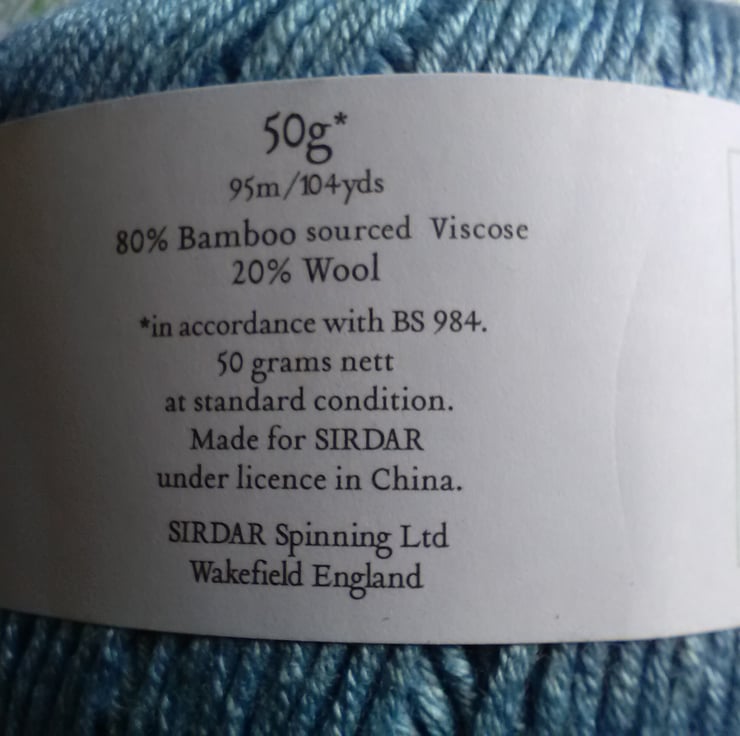 50g*
95m/104yds
80% Bamboo sourced Viscose
20% Wool
*in accordance with BS 984.
50 grams nett
at standard condition.
Made for SIRDAR
under licence in China.
SIRDAR Spinning Ltd
Wakefield England